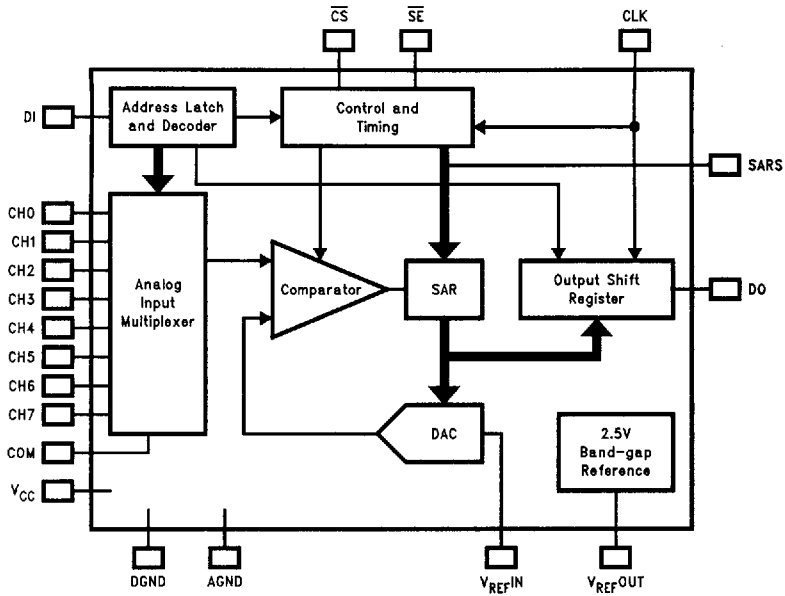 C̅S̅
S̅E̅
CLK
DI
Address Latch
and Decoder
Control and
Timing
SARS
CH0
CH1
CH2
CH3
CH4
CH5
CH6
CH7
COM
VCC
Analog
Input
Multiplexer
Comparator
SAR
Output Shift
Register
DO
DAC
2.5V
Band-gap
Reference
DGND
AGND
VREFIN
VREFOUT